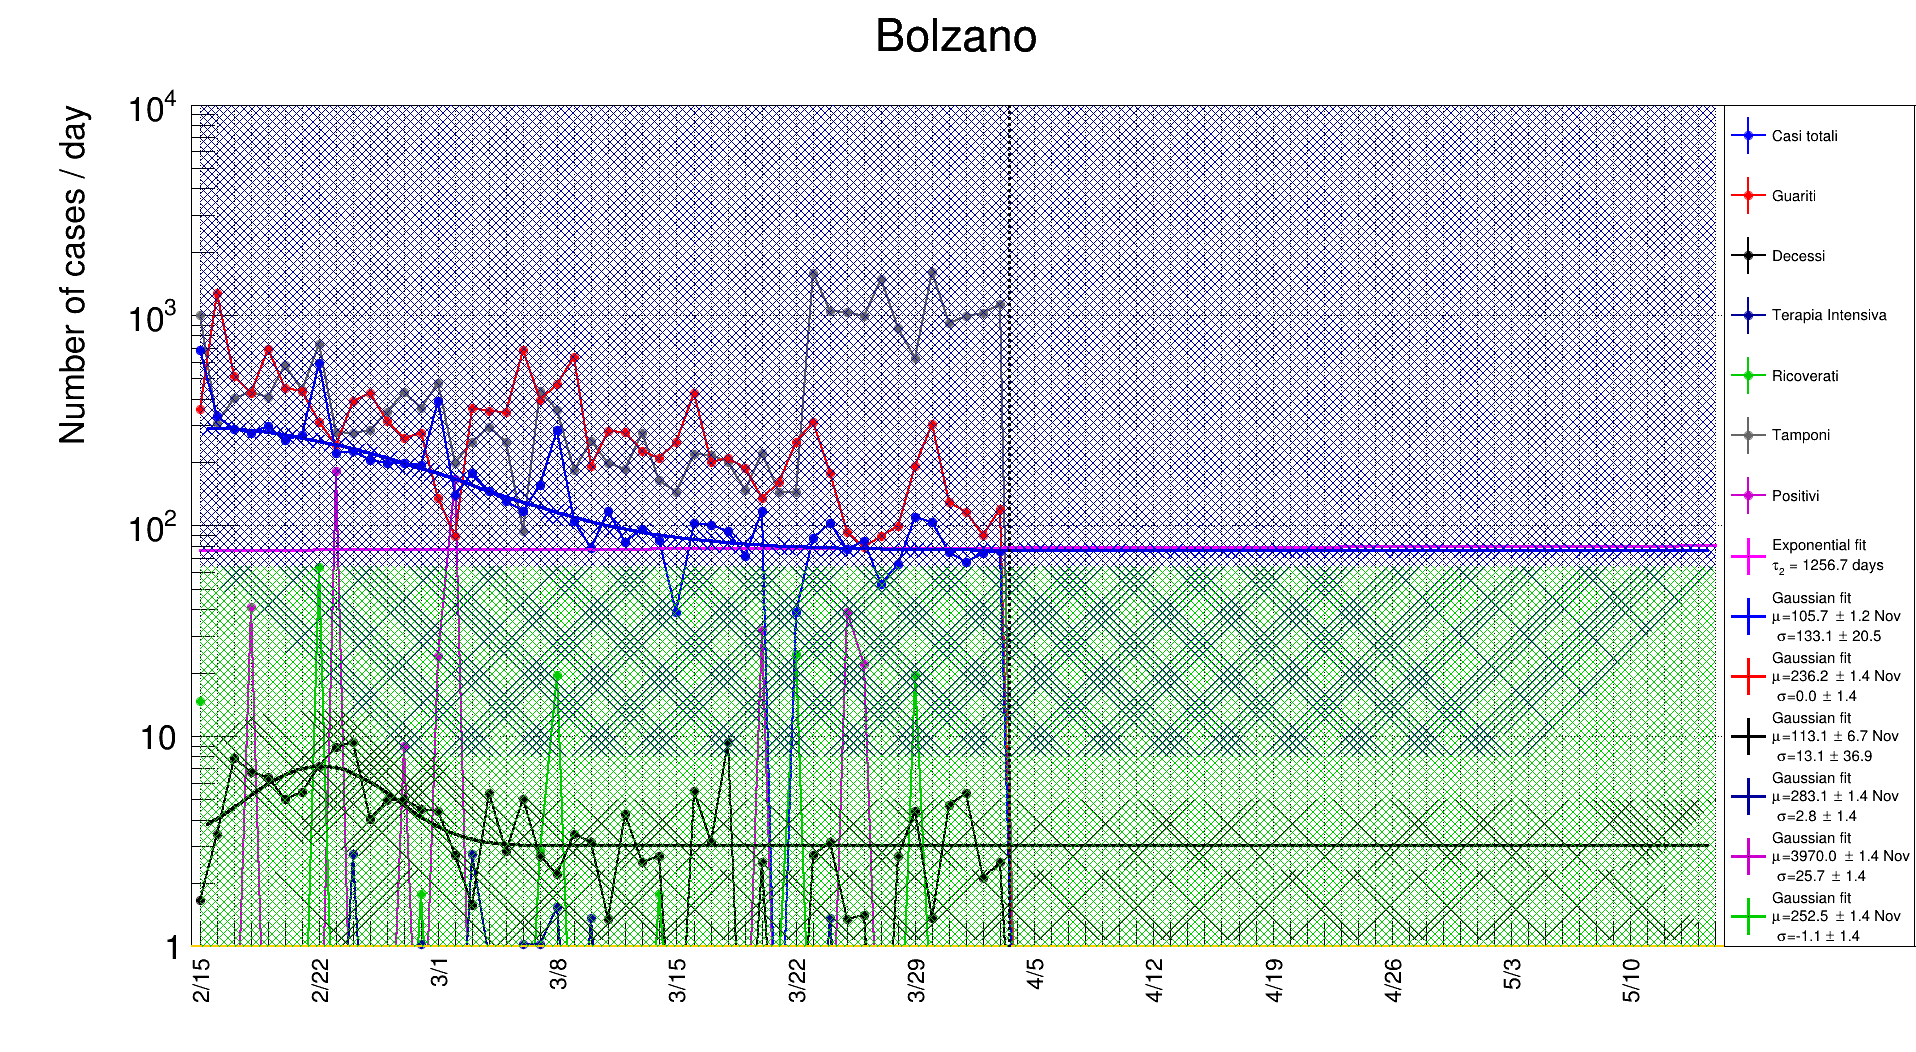 Bolzano
Number of cases / day
10⁴
10³
10²
10
1
2/15
2/22
3/1
3/8
3/15
3/22
3/29
4/5
4/12
4/19
4/26
5/3
5/10
Casi totali
Guariti
Decessi
Terapia Intensiva
Ricoverati
Tamponi
Positivi
Exponential fit
τ₂ = 1256.7 days
Gaussian fit
μ=105.7 ± 1.2 Nov
σ=133.1 ± 20.5
Gaussian fit
μ=236.2 ± 1.4 Nov
σ=0.0 ± 1.4
Gaussian fit
μ=113.1 ± 6.7 Nov
σ=13.1 ± 36.9
Gaussian fit
μ=283.1 ± 1.4 Nov
σ=2.8 ± 1.4
Gaussian fit
μ=3970.0 ± 1.4 Nov
σ=25.7 ± 1.4
Gaussian fit
μ=252.5 ± 1.4 Nov
σ=-1.1 ± 1.4